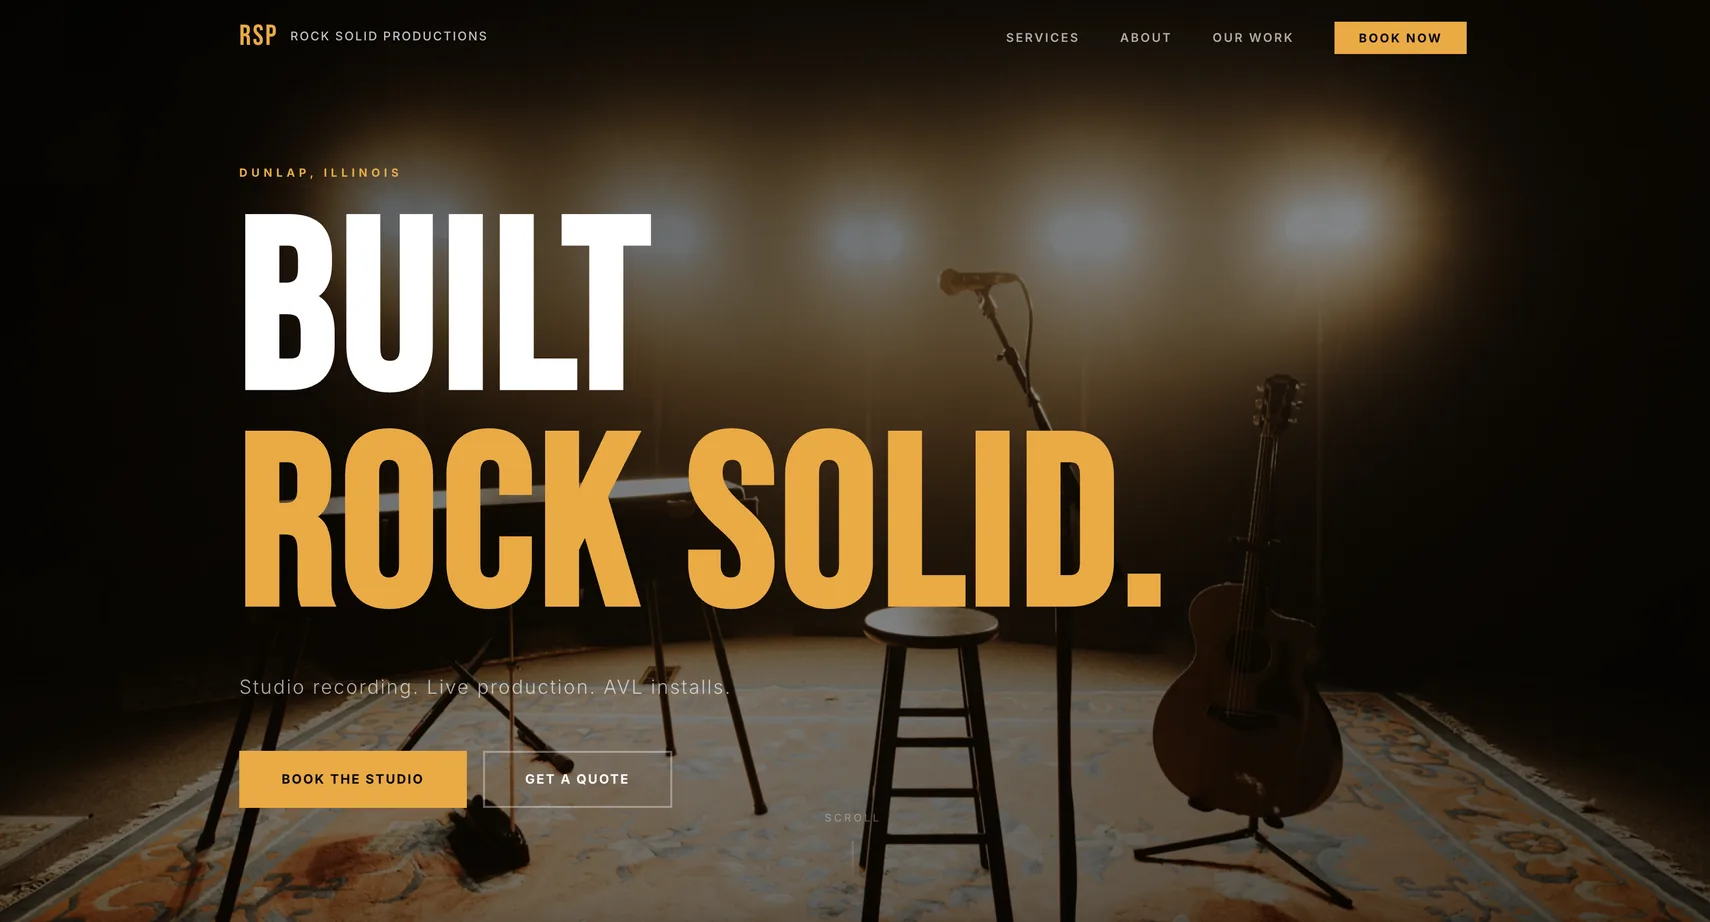 RSP ROCK SOLID PRODUCTIONS SERVICES ABOUT OUR WORK BOOK NOW
DUNLAP, ILLINOIS
BUILT
ROCK SOLID.
Studio recording. Live production. AVL installs.
BOOK THE STUDIO GET A QUOTE
SCROLL